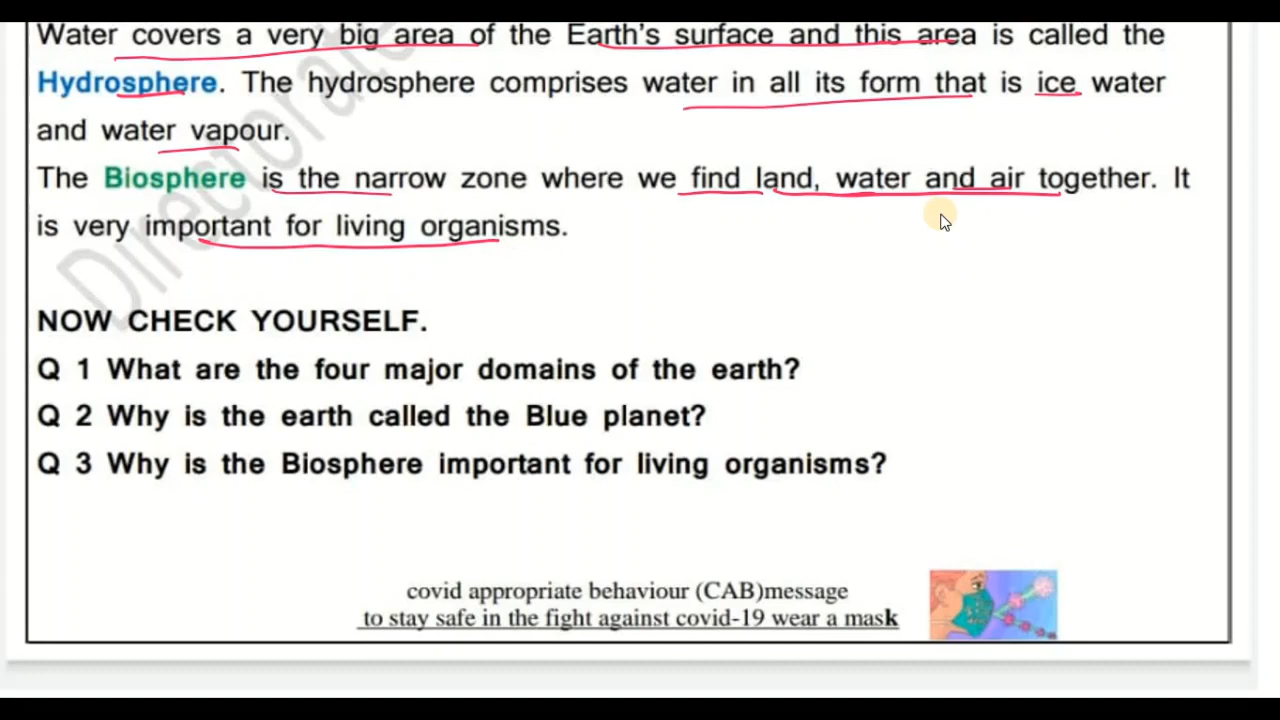 Water covers a very big area of the Earth's surface and this area is called the
Hydrosphere. The hydrosphere comprises water in all its form that is ice water
and water vapour.
The Biosphere is the narrow zone where we find land, water and air together. It
is very important for living organisms.
Directorate
NOW CHECK YOURSELF.
Q 1 What are the four major domains of the earth?
Q 2 Why is the earth called the Blue planet?
Q 3 Why is the Biosphere important for living organisms?
covid appropriate behaviour (CAB)message
to stay safe in the fight against covid-19 wear a mask